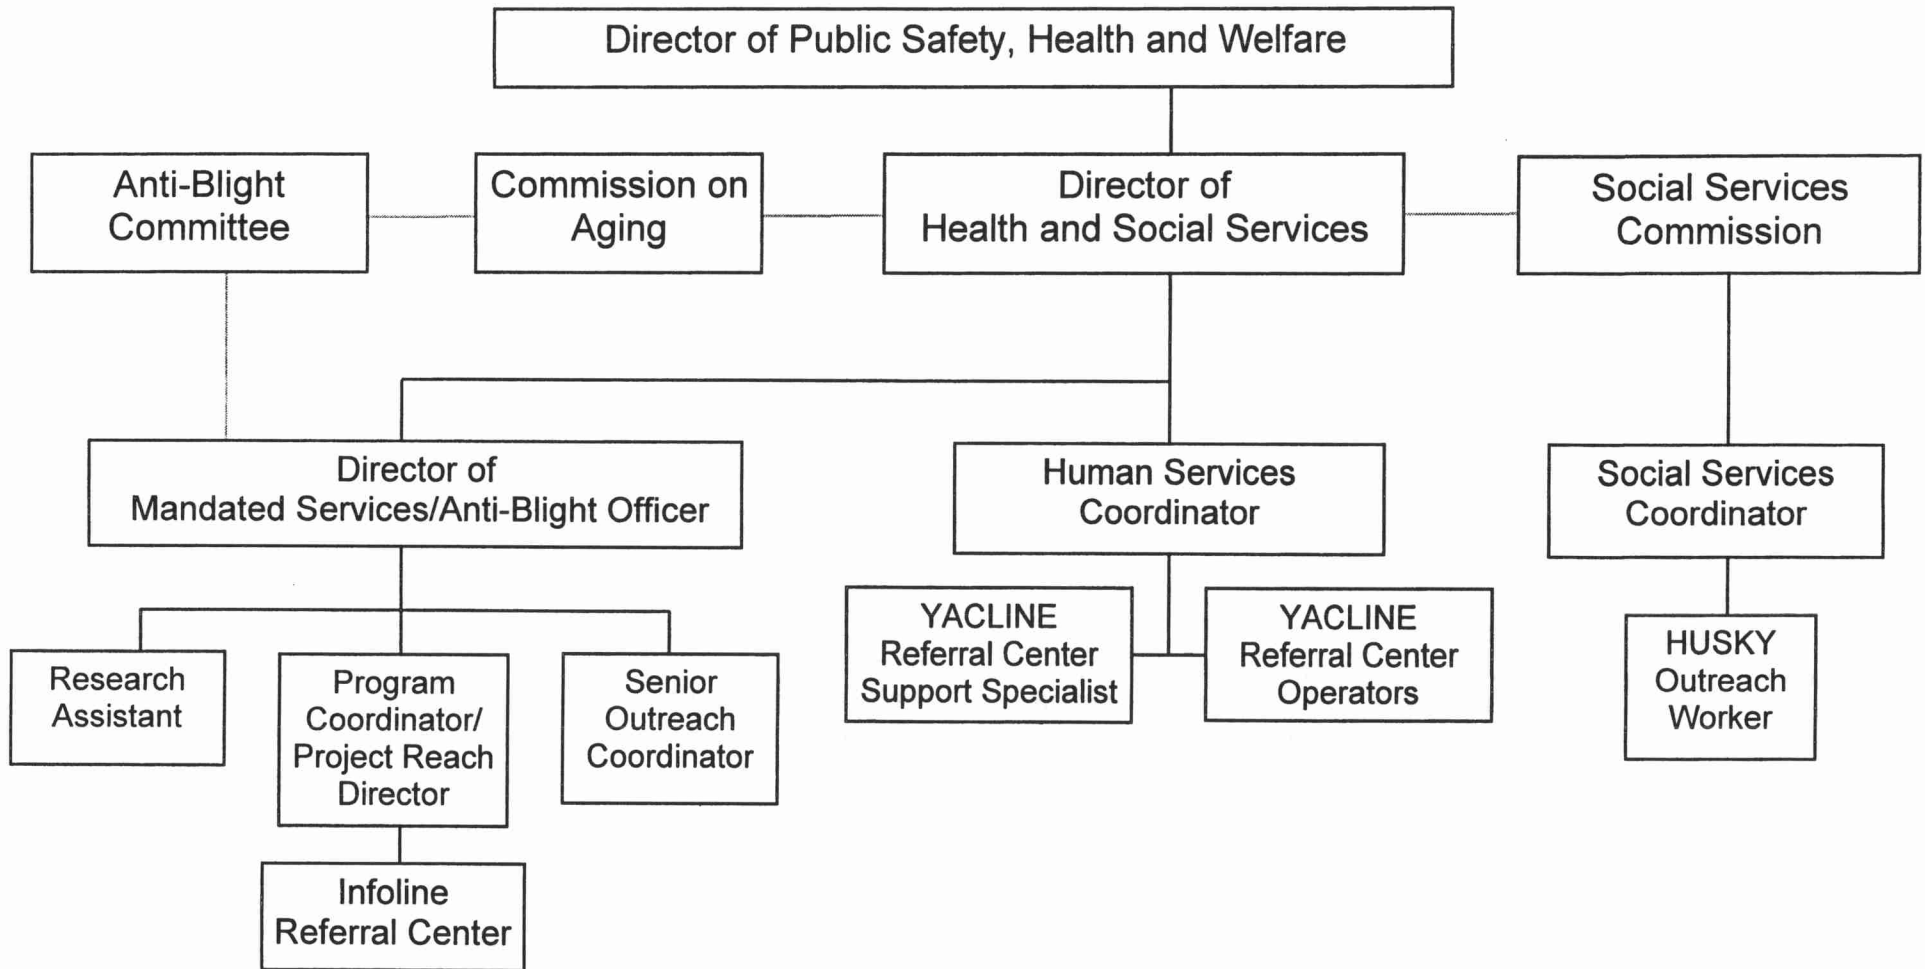 Director of Public Safety, Health and Welfare
Anti-Blight
Committee
Commission on
Aging
Director of
Health and Social Services
Social Services
Commission
Director of
Mandated Services/Anti-Blight Officer
Human Services
Coordinator
Social Services
Coordinator
Research
Assistant
Program
Coordinator/
Project Reach
Director
Senior
Outreach
Coordinator
YACLINE
Referral Center
Support Specialist
YACLINE
Referral Center
Operators
HUSKY
Outreach
Worker
Infoline
Referral Center